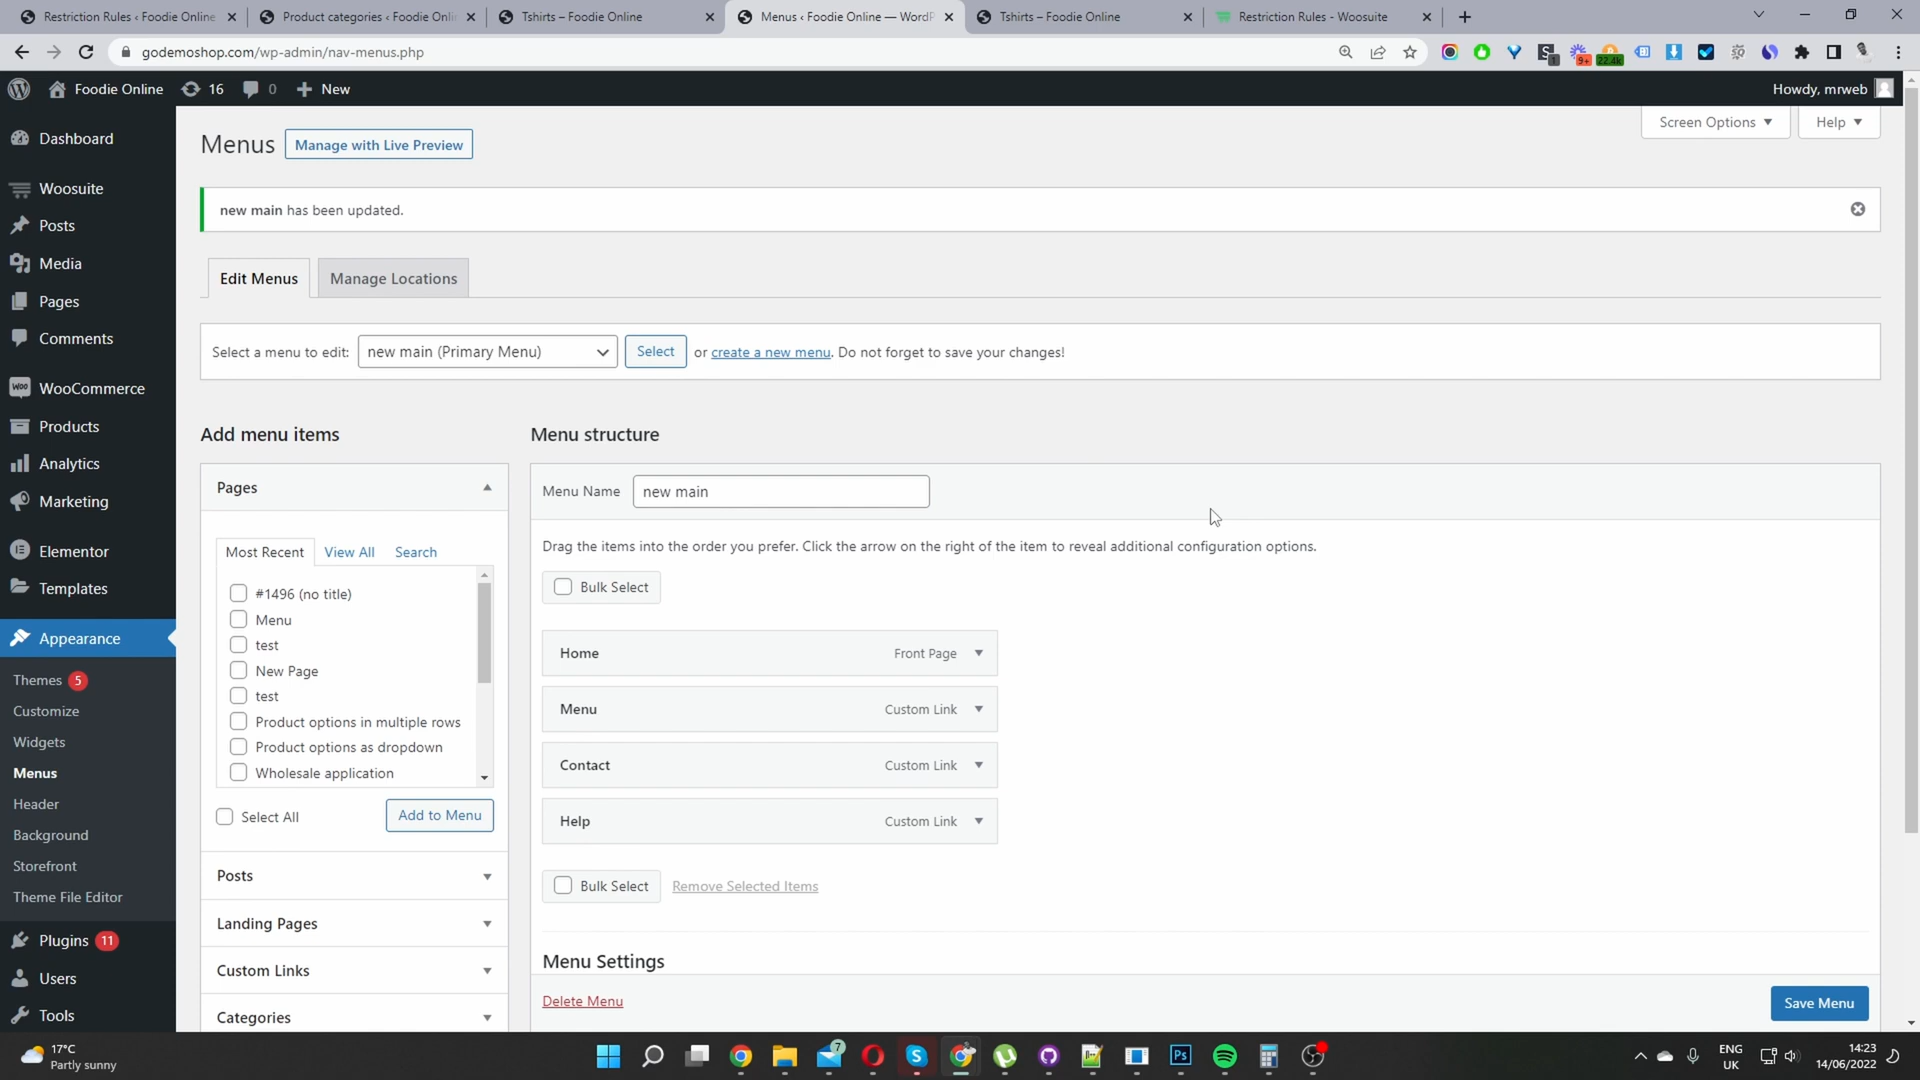 Restriction Rules ‹ Foodie Online
Product categories ‹ Foodie Onli
Tshirts – Foodie Online
Menus ‹ Foodie Online — WordP
Tshirts – Foodie Online
Restriction Rules - Woosuite
godemoshop.com/wp-admin/nav-menus.php
9+
22.4k
Foodie Online
16
0
New
Howdy, mrweb
Screen Options
Help
Dashboard
Woosuite
Posts
Media
Pages
Comments
WooCommerce
Products
Analytics
Marketing
Elementor
Templates
Appearance
Themes 5
Customize
Widgets
Menus
Header
Background
Storefront
Theme File Editor
Plugins 11
Users
Tools
Menus
Manage with Live Preview
new main has been updated.
Edit Menus
Manage Locations
Select a menu to edit:
new main (Primary Menu)
Select
or create a new menu. Do not forget to save your changes!
Add menu items
Pages
Most Recent
View All
Search
#1496 (no title)
Menu
test
New Page
test
Product options in multiple rows
Product options as dropdown
Wholesale application
Select All
Add to Menu
Posts
Landing Pages
Custom Links
Categories
Menu structure
Menu Name
new main
Drag the items into the order you prefer. Click the arrow on the right of the item to reveal additional configuration options.
Bulk Select
Home
Front Page
Menu
Custom Link
Contact
Custom Link
Help
Custom Link
Bulk Select
Remove Selected Items
Menu Settings
Delete Menu
Save Menu
17°C
Partly sunny
7
Ps
ENG
UK
14:23
14/06/2022